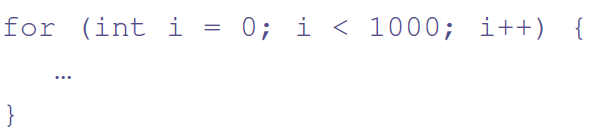 for (int i = 0; i < 1000; i++) {
…
}